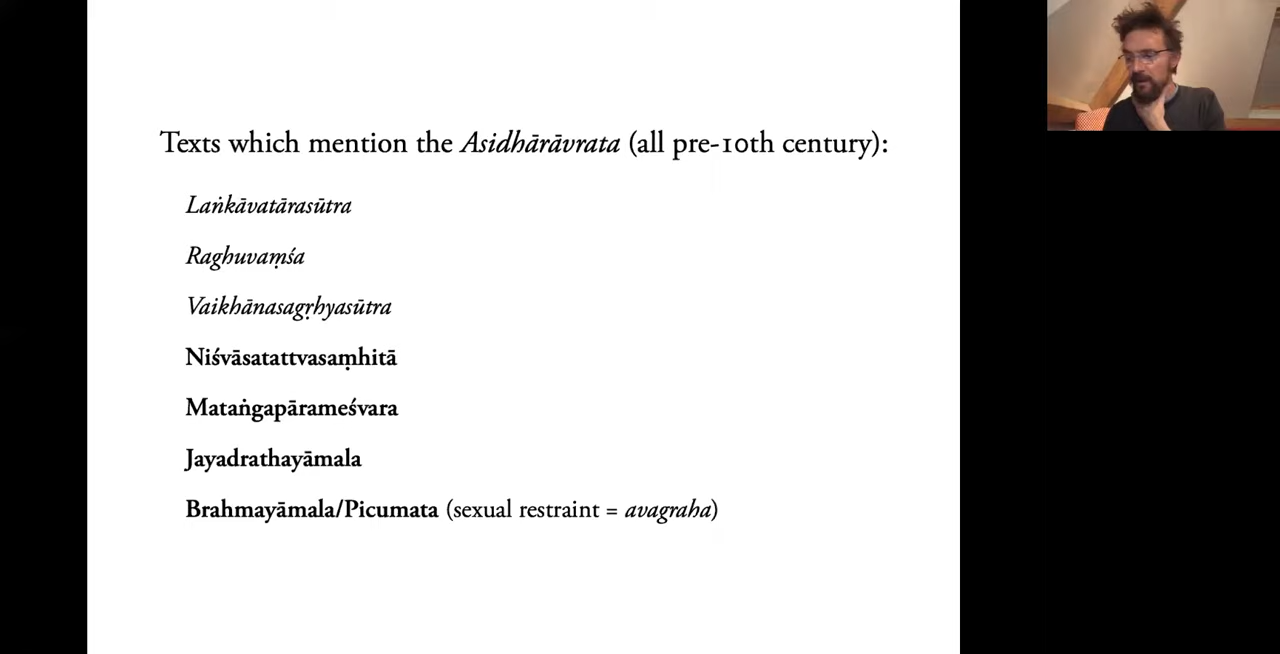 Texts which mention the Asidhārāvrata (all pre-10th century):
Laṅkāvatārasūtra
Raghuvaṃśa
Vaikhānasagṛhyasūtra
Niśvāsatattvasaṃhitā
Mataṅgapārameśvara
Jayadrathayāmala
Brahmayāmala/Picumata (sexual restraint = avagraha)